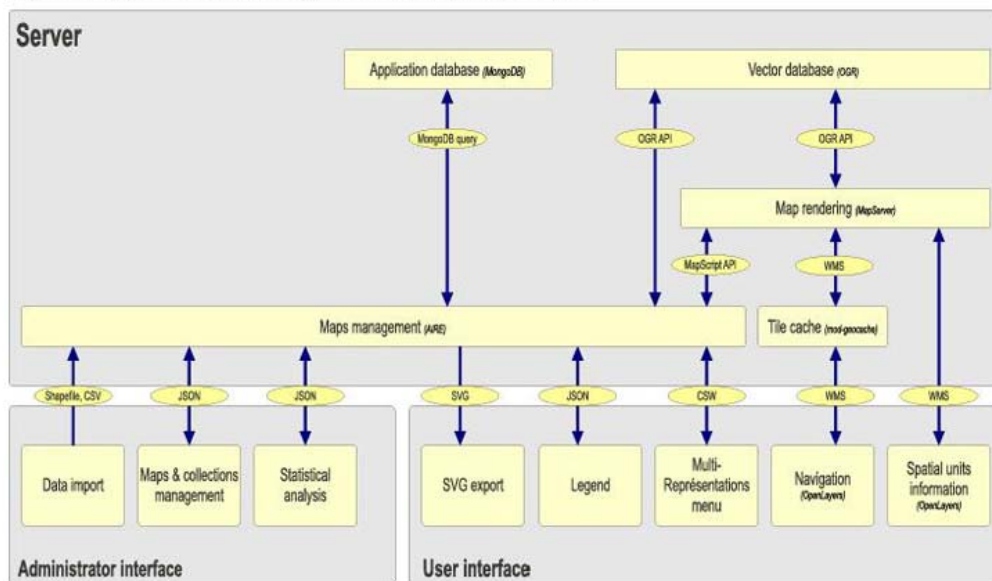 Server
Application database (MongoDB)
Vector database (OGR)
MongoDB query
OGR API
OGR API
Map rendering (MapServer)
MapScript API
WMS
Maps management (AIRE)
Tile cache (mod-geocache)
Shapefile, CSV
JSON
JSON
SVG
JSON
CSW
WMS
WMS
Data import
Maps & collections
management
Statistical
analysis
SVG export
Legend
Multi-
Représentations
menu
Navigation
(OpenLayers)
Spatial units
information
(OpenLayers)
Administrator interface
User interface